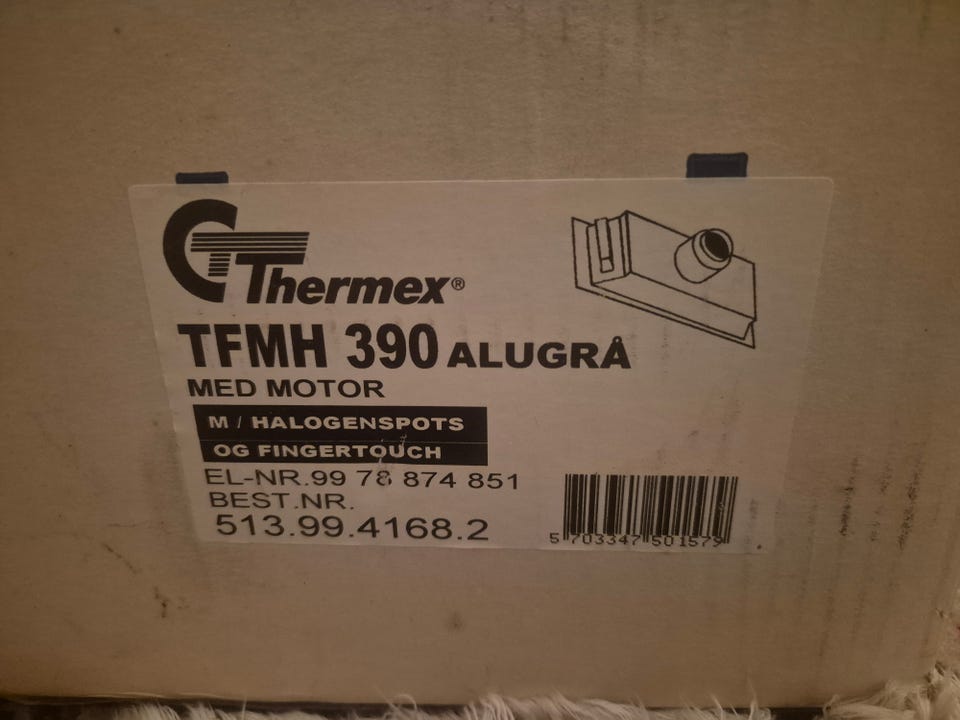 Thermex®
TFMH 390 ALUGRÅ
MED MOTOR
M / HALOGENSPOTS
OG FINGERTOUCH
EL-NR.99 78 874 851
BEST.NR.
513.99.4168.2
5 703347 501579